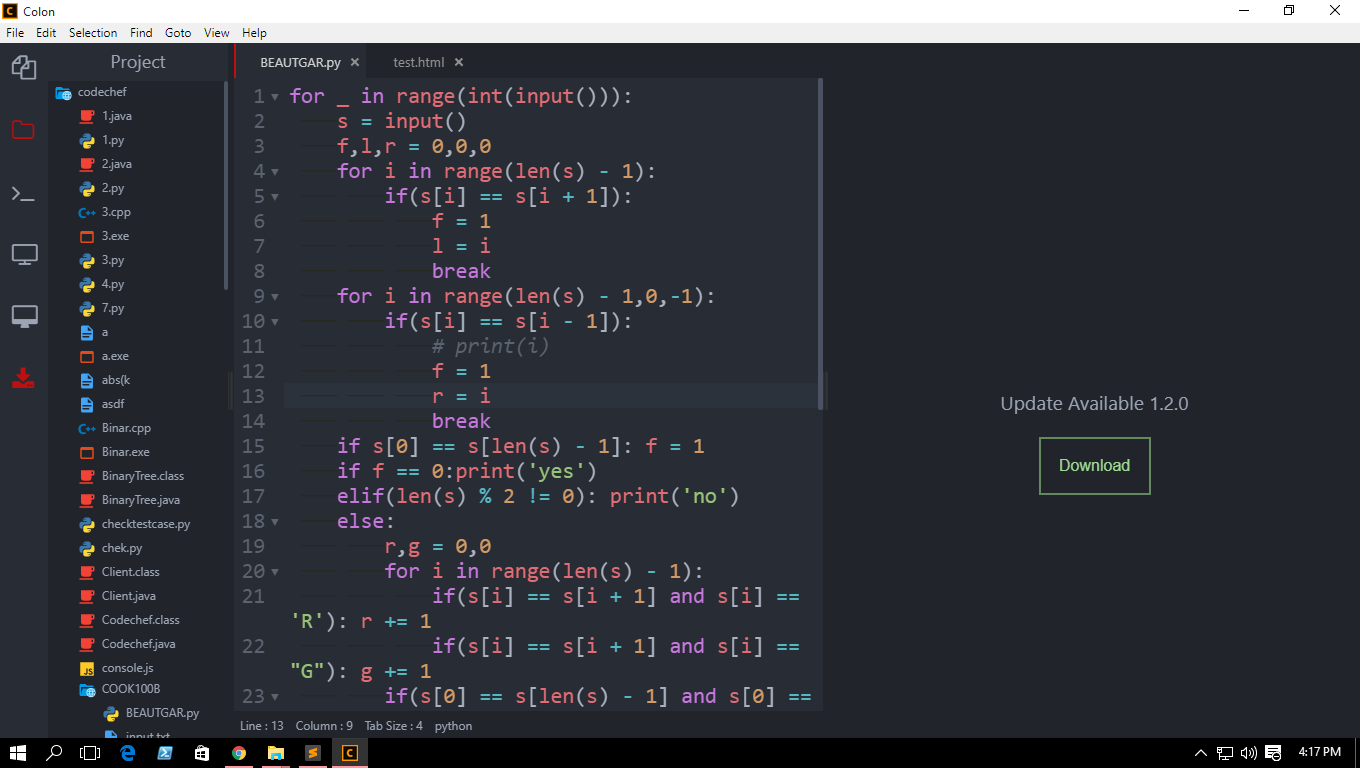 Colon
File Edit Selection Find Goto View Help
Project
codechef
1.java
1.py
2.java
2.py
3.cpp
3.exe
3.py
4.py
7.py
a
a.exe
abs(k
asdf
Binar.cpp
Binar.exe
BinaryTree.class
BinaryTree.java
checktestcase.py
chek.py
Client.class
Client.java
Codechef.class
Codechef.java
console.js
COOK100B
BEAUTGAR.py
input.txt
BEAUTGAR.py × test.html ×
1 for _ in range(int(input())):
2 s = input()
3 f,l,r = 0,0,0
4 for i in range(len(s) - 1):
5 if(s[i] == s[i + 1]):
6 f = 1
7 l = i
8 break
9 for i in range(len(s) - 1,0,-1):
10 if(s[i] == s[i - 1]):
11 # print(i)
12 f = 1
13 r = i
14 break
15 if s[0] == s[len(s) - 1]: f = 1
16 if f == 0:print('yes')
17 elif(len(s) % 2 != 0): print('no')
18 else:
19 r,g = 0,0
20 for i in range(len(s) - 1):
21 if(s[i] == s[i + 1] and s[i] ==
'R'): r += 1
22 if(s[i] == s[i + 1] and s[i] ==
"G"): g += 1
23 if(s[0] == s[len(s) - 1] and s[0] ==
Line : 13 Column : 9 Tab Size : 4 python
Update Available 1.2.0
Download
4:17 PM